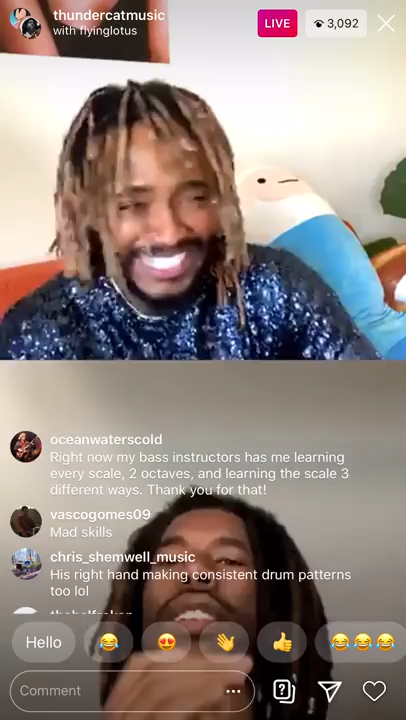 thundercatmusic
with flyinglotus
LIVE
3,092
oceanwaterscold
Right now my bass instructors has me learning
every scale, 2 octaves, and learning the scale 3
different ways. Thank you for that!
vascogomes09
Mad skills
chris_shemwell_music
His right hand making consistent drum patterns
too lol
Hello
Comment